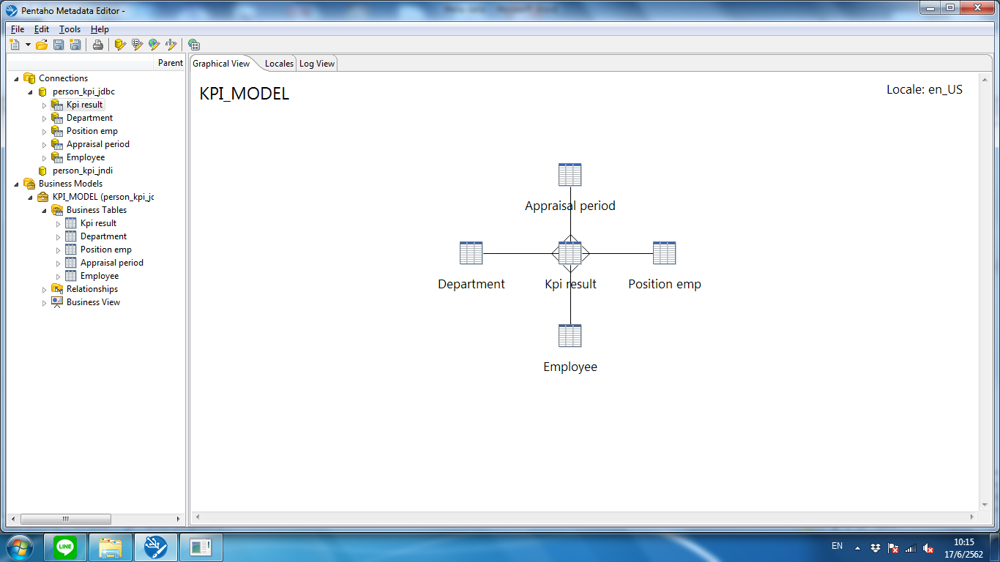 Pentaho Metadata Editor -
File Edit Tools Help
Parent
Graphical View Locales Log View
Connections
person_kpi_jdbc
Kpi result
Department
Position emp
Appraisal period
Employee
person_kpi_jndi
Business Models
KPI_MODEL (person_kpi_jc
Business Tables
Kpi result
Department
Position emp
Appraisal period
Employee
Relationships
Business View
KPI_MODEL
Locale: en_US
Appraisal period
Department Kpi result Position emp
Employee
LINE
EN
10:15
17/6/2562